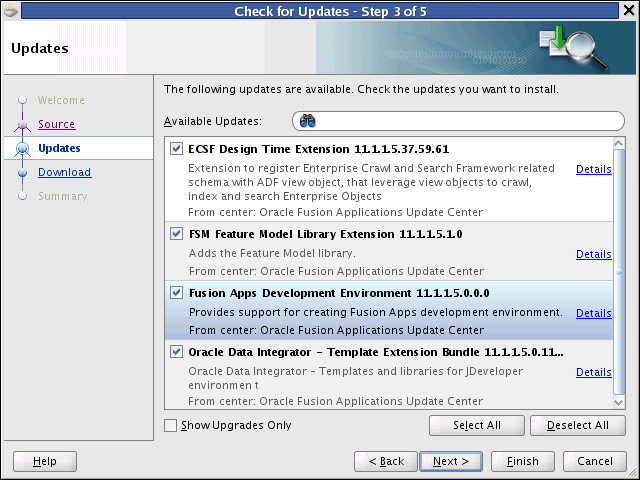 Check for Updates - Step 3 of 5
Updates
Welcome
Source
Updates
Download
Summary
The following updates are available. Check the updates you want to install.
Available Updates:
ECSF Design Time Extension 11.1.1.5.37.59.61
Extension to register Enterprise Crawl and Search Framework related
schema with ADF view object, that leverage view objects to crawl,
index and search Enterprise Objects
From center: Oracle Fusion Applications Update Center
Details
FSM Feature Model Library Extension 11.1.1.5.1.0
Adds the Feature Model library.
From center: Oracle Fusion Applications Update Center
Details
Fusion Apps Development Environment 11.1.1.5.0.0.0
Provides support for creating Fusion Apps development environment.
From center: Oracle Fusion Applications Update Center
Details
Oracle Data Integrator - Template Extension Bundle 11.1.1.5.0.11...
Oracle Data Integrator - Templates and libraries for JDeveloper
environment
From center: Oracle Fusion Applications Update Center
Details
Show Upgrades Only
Select All
Deselect All
Help
< Back
Next >
Finish
Cancel